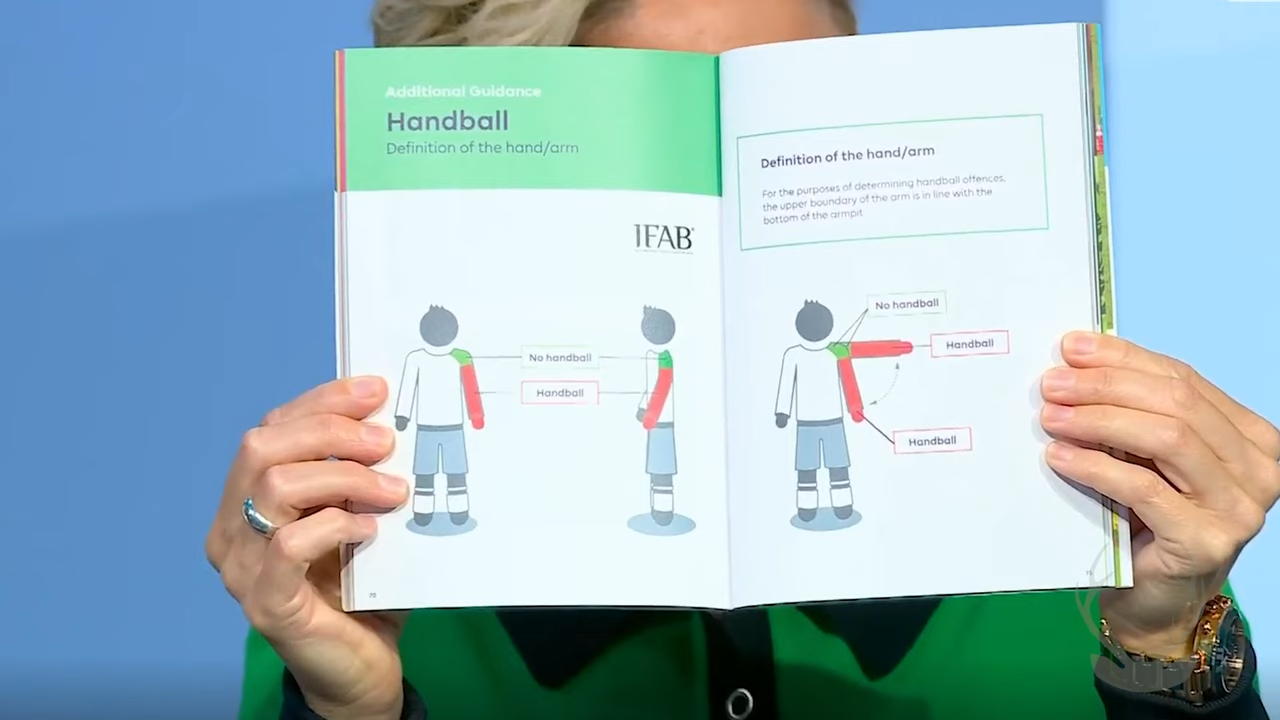 Additional Guidance
Handball
Definition of the hand/arm
IFAB
No handball
Handball
70
Definition of the hand/arm
For the purposes of determining handball offences,
the upper boundary of the arm is in line with the
bottom of the armpit
No handball
Handball
Handball